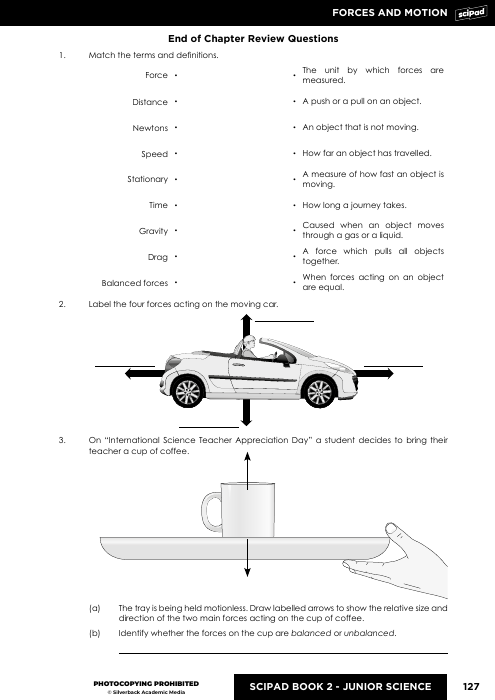 FORCES AND MOTION scipad
End of Chapter Review Questions
1. Match the terms and definitions.
Force • • The unit by which forces are
measured.
Distance • • A push or a pull on an object.
Newtons • • An object that is not moving.
Speed • • How far an object has travelled.
Stationary • • A measure of how fast an object is
moving.
Time • • How long a journey takes.
Gravity • • Caused when an object moves
through a gas or a liquid.
Drag • • A force which pulls all objects
together.
Balanced forces • • When forces acting on an object
are equal.
2. Label the four forces acting on the moving car.
3. On “International Science Teacher Appreciation Day” a student decides to bring their
teacher a cup of coffee.
(a) The tray is being held motionless. Draw labelled arrows to show the relative size and
direction of the two main forces acting on the cup of coffee.
(b) Identify whether the forces on the cup are balanced or unbalanced.
PHOTOCOPYING PROHIBITED
© Silverback Academic Media
SCIPAD BOOK 2 - JUNIOR SCIENCE 127